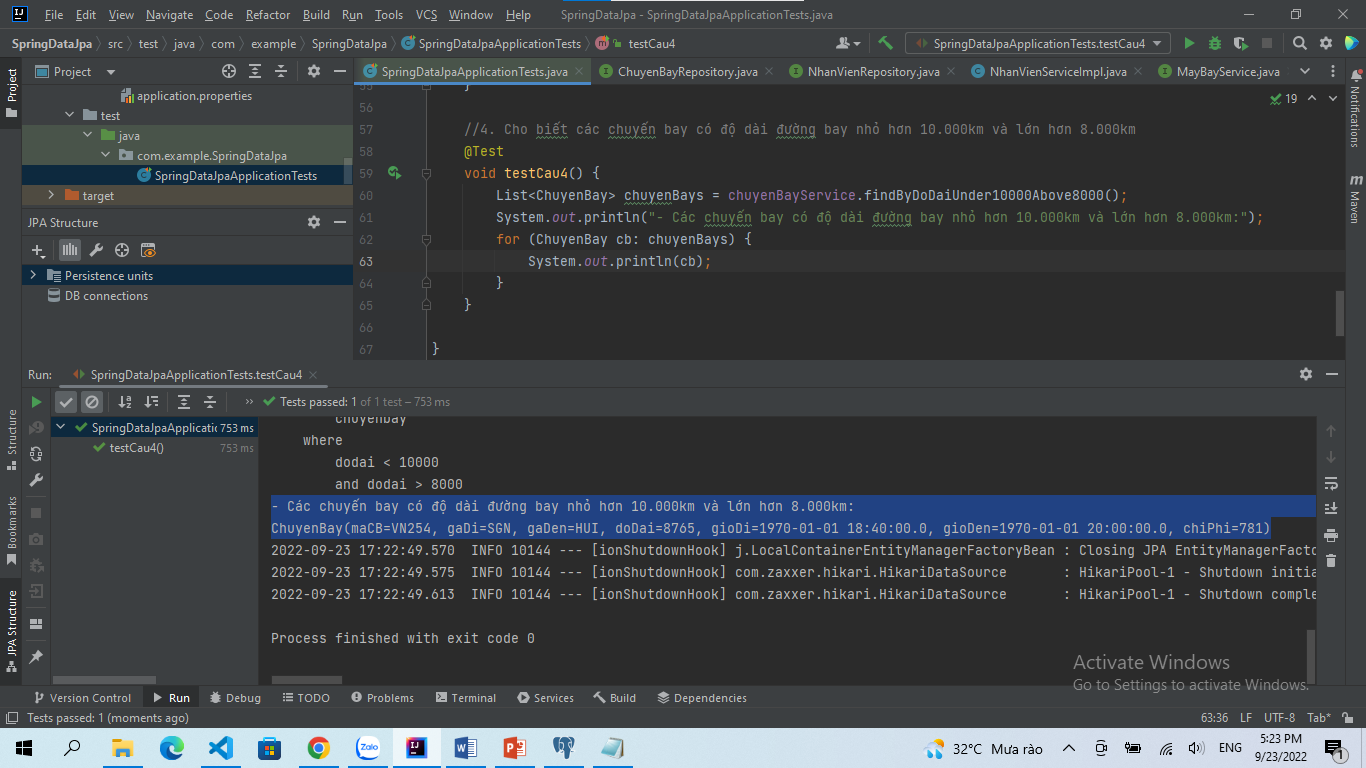 File Edit View Navigate Code Refactor Build Run Tools VCS Window Help SpringDataJpa - SpringDataJpaApplicationTests.java
SpringDataJpa src test java com example SpringDataJpa SpringDataJpaApplicationTests testCau4 SpringDataJpaApplicationTests.testCau4
Project
Project
SpringDataJpaApplicationTests.java ChuyenBayRepository.java NhanVienRepository.java NhanVienServiceImpl.java MayBayService.java
Notifications
Maven
application.properties
test
java
com.example.SpringDataJpa
SpringDataJpaApplicationTests
target
JPA Structure
Persistence units
DB connections
19
55 }
56
57 //4. Cho biết các chuyến bay có độ dài đường bay nhỏ hơn 10.000km và lớn hơn 8.000km
58 @Test
59 void testCau4() {
60 List<ChuyenBay> chuyenBays = chuyenBayService.findByDoDaiUnder10000Above8000();
61 System.out.println("- Các chuyến bay có độ dài đường bay nhỏ hơn 10.000km và lớn hơn 8.000km:");
62 for (ChuyenBay cb: chuyenBays) {
63 System.out.println(cb);
64 }
65 }
66
67 }
Run: SpringDataJpaApplicationTests.testCau4
Tests passed: 1 of 1 test – 753 ms
SpringDataJpaApplicatio 753 ms
testCau4() 753 ms
chuyenbay
where
dodai < 10000
and dodai > 8000
- Các chuyến bay có độ dài đường bay nhỏ hơn 10.000km và lớn hơn 8.000km:
ChuyenBay(maCB=VN254, gaDi=SGN, gaDen=HUI, doDai=8765, gioDi=1970-01-01 18:40:00.0, gioDen=1970-01-01 20:00:00.0, chiPhi=781)
2022-09-23 17:22:49.570 INFO 10144 --- [ionShutdownHook] j.LocalContainerEntityManagerFactoryBean : Closing JPA EntityManagerFacto
2022-09-23 17:22:49.575 INFO 10144 --- [ionShutdownHook] com.zaxxer.hikari.HikariDataSource : HikariPool-1 - Shutdown initia
2022-09-23 17:22:49.613 INFO 10144 --- [ionShutdownHook] com.zaxxer.hikari.HikariDataSource : HikariPool-1 - Shutdown comple
Process finished with exit code 0
Structure
Bookmarks
JPA Structure
Activate Windows
Go to Settings to activate Windows.
Version Control Run Debug TODO Problems Terminal Services Build Dependencies
Tests passed: 1 (moments ago) 63:36 LF UTF-8 Tab*
Zalo
32°C Mưa rào ENG
5:23 PM
9/23/2022
1